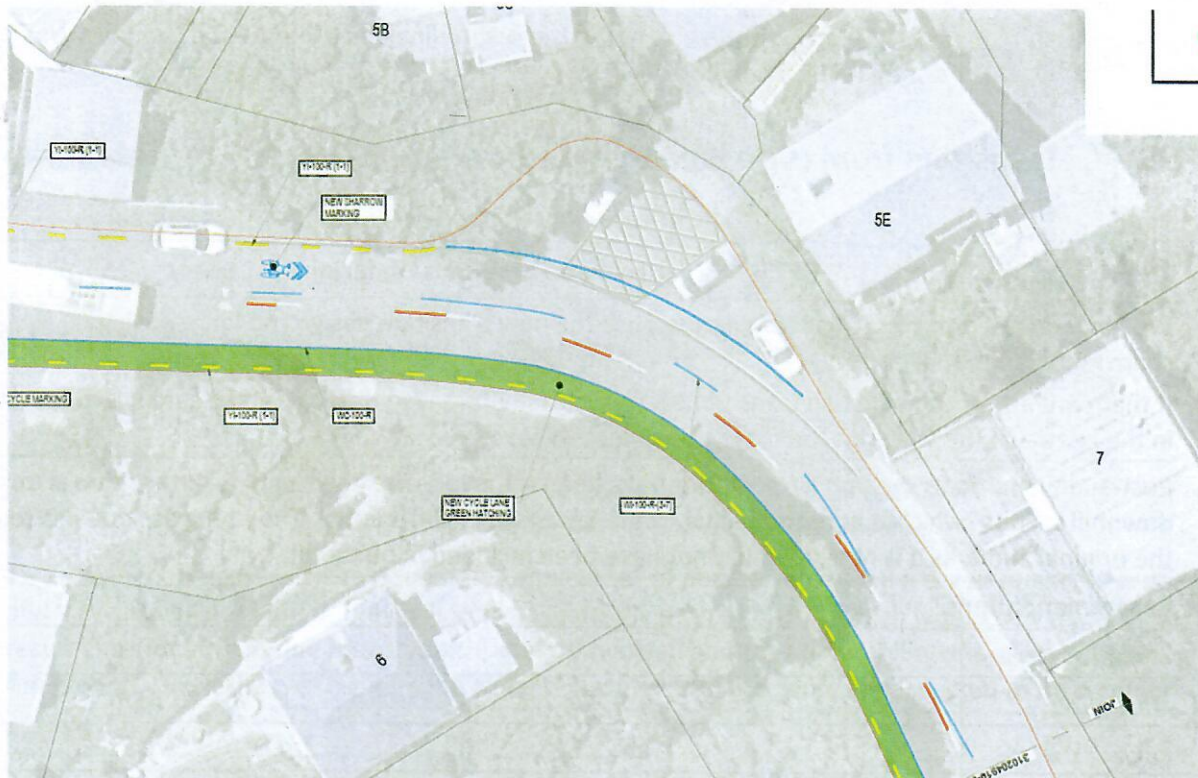 5B
YI-100-R (1-1)
YI-100-R (1-1)
NEW SHARROW
MARKING
5E
7
CYCLE MARKING
YI-100-R (1-1)
WC-100-R
NEW CYCLE LANE
GREEN HATCHING
WI-100-R (3-7)
6
JOIN